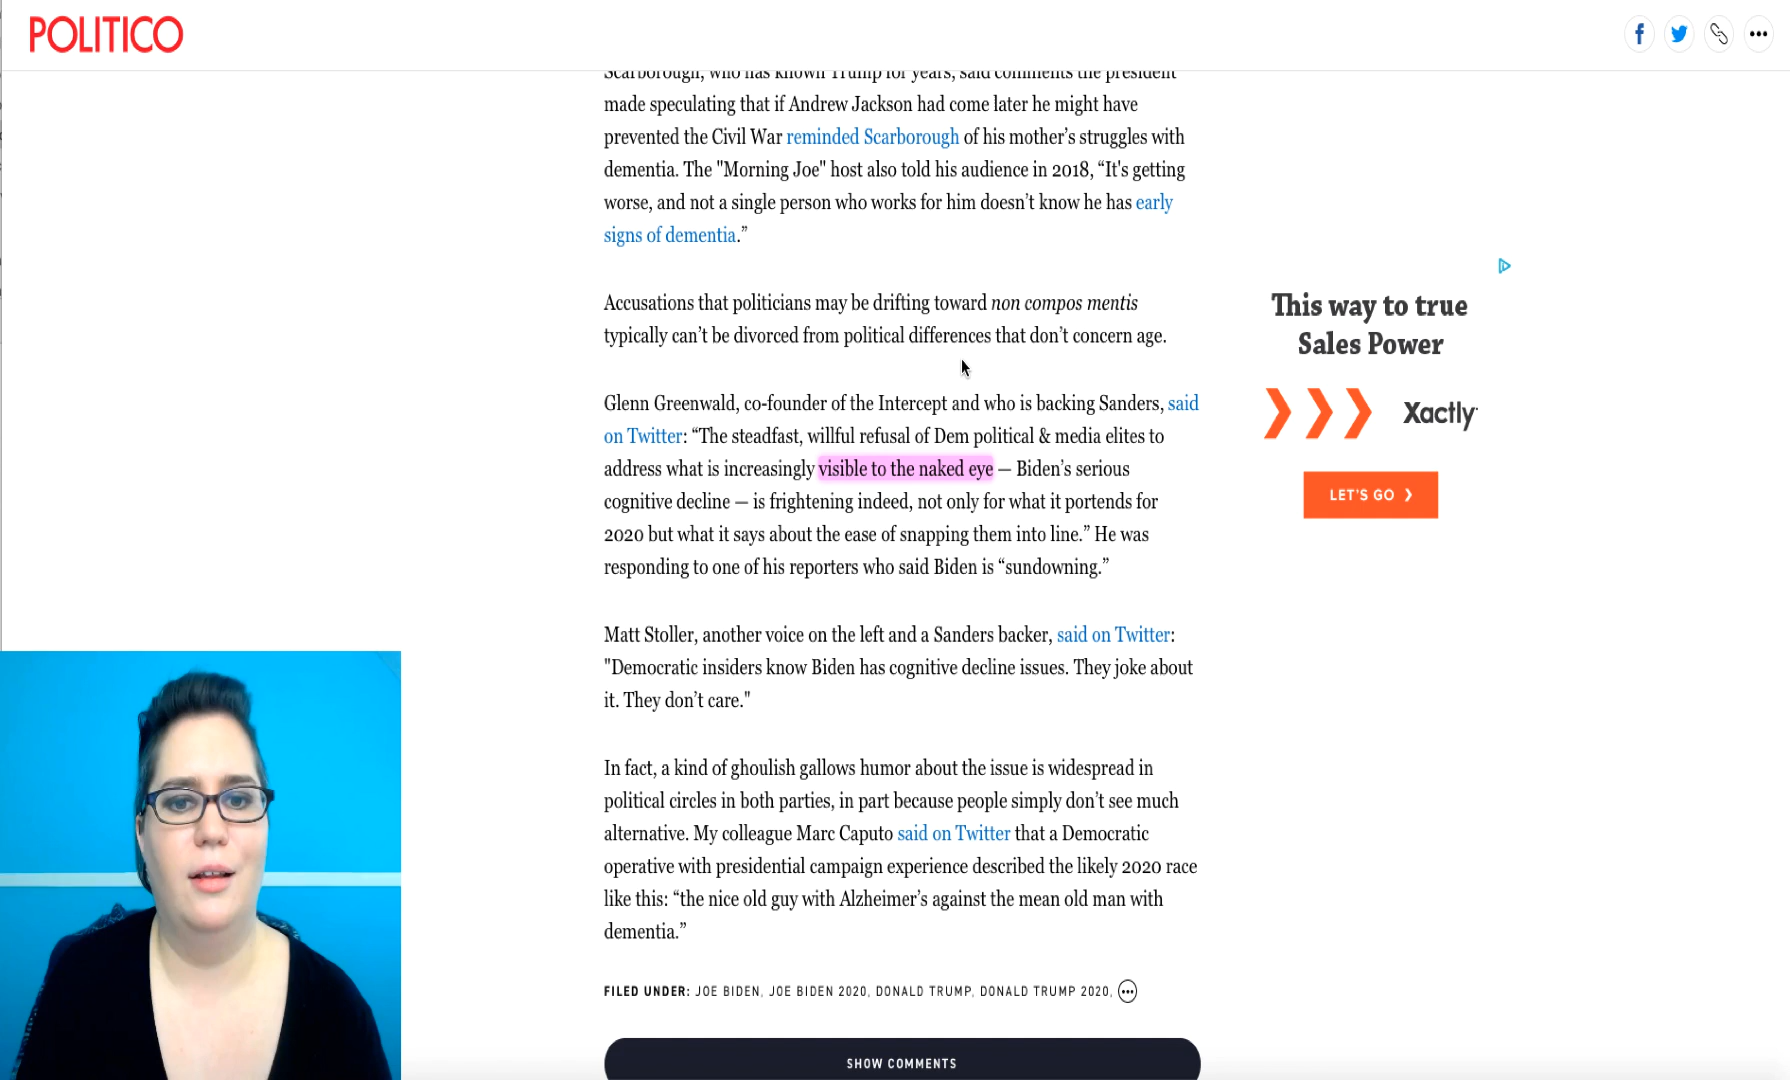 POLITICO
Scarborough, who has known Trump for years, said comments the president
made speculating that if Andrew Jackson had come later he might have
prevented the Civil War reminded Scarborough of his mother’s struggles with
dementia. The "Morning Joe" host also told his audience in 2018, “It's getting
worse, and not a single person who works for him doesn’t know he has early
signs of dementia.”
Accusations that politicians may be drifting toward non compos mentis
typically can’t be divorced from political differences that don’t concern age.
Glenn Greenwald, co-founder of the Intercept and who is backing Sanders, said
on Twitter: “The steadfast, willful refusal of Dem political & media elites to
address what is increasingly visible to the naked eye — Biden’s serious
cognitive decline — is frightening indeed, not only for what it portends for
2020 but what it says about the ease of snapping them into line.” He was
responding to one of his reporters who said Biden is “sundowning.”
Matt Stoller, another voice on the left and a Sanders backer, said on Twitter:
"Democratic insiders know Biden has cognitive decline issues. They joke about
it. They don’t care."
In fact, a kind of ghoulish gallows humor about the issue is widespread in
political circles in both parties, in part because people simply don’t see much
alternative. My colleague Marc Caputo said on Twitter that a Democratic
operative with presidential campaign experience described the likely 2020 race
like this: “the nice old guy with Alzheimer’s against the mean old man with
dementia.”
FILED UNDER: JOE BIDEN, JOE BIDEN 2020, DONALD TRUMP, DONALD TRUMP 2020,
SHOW COMMENTS
This way to true
Sales Power
Xactly
LET'S GO